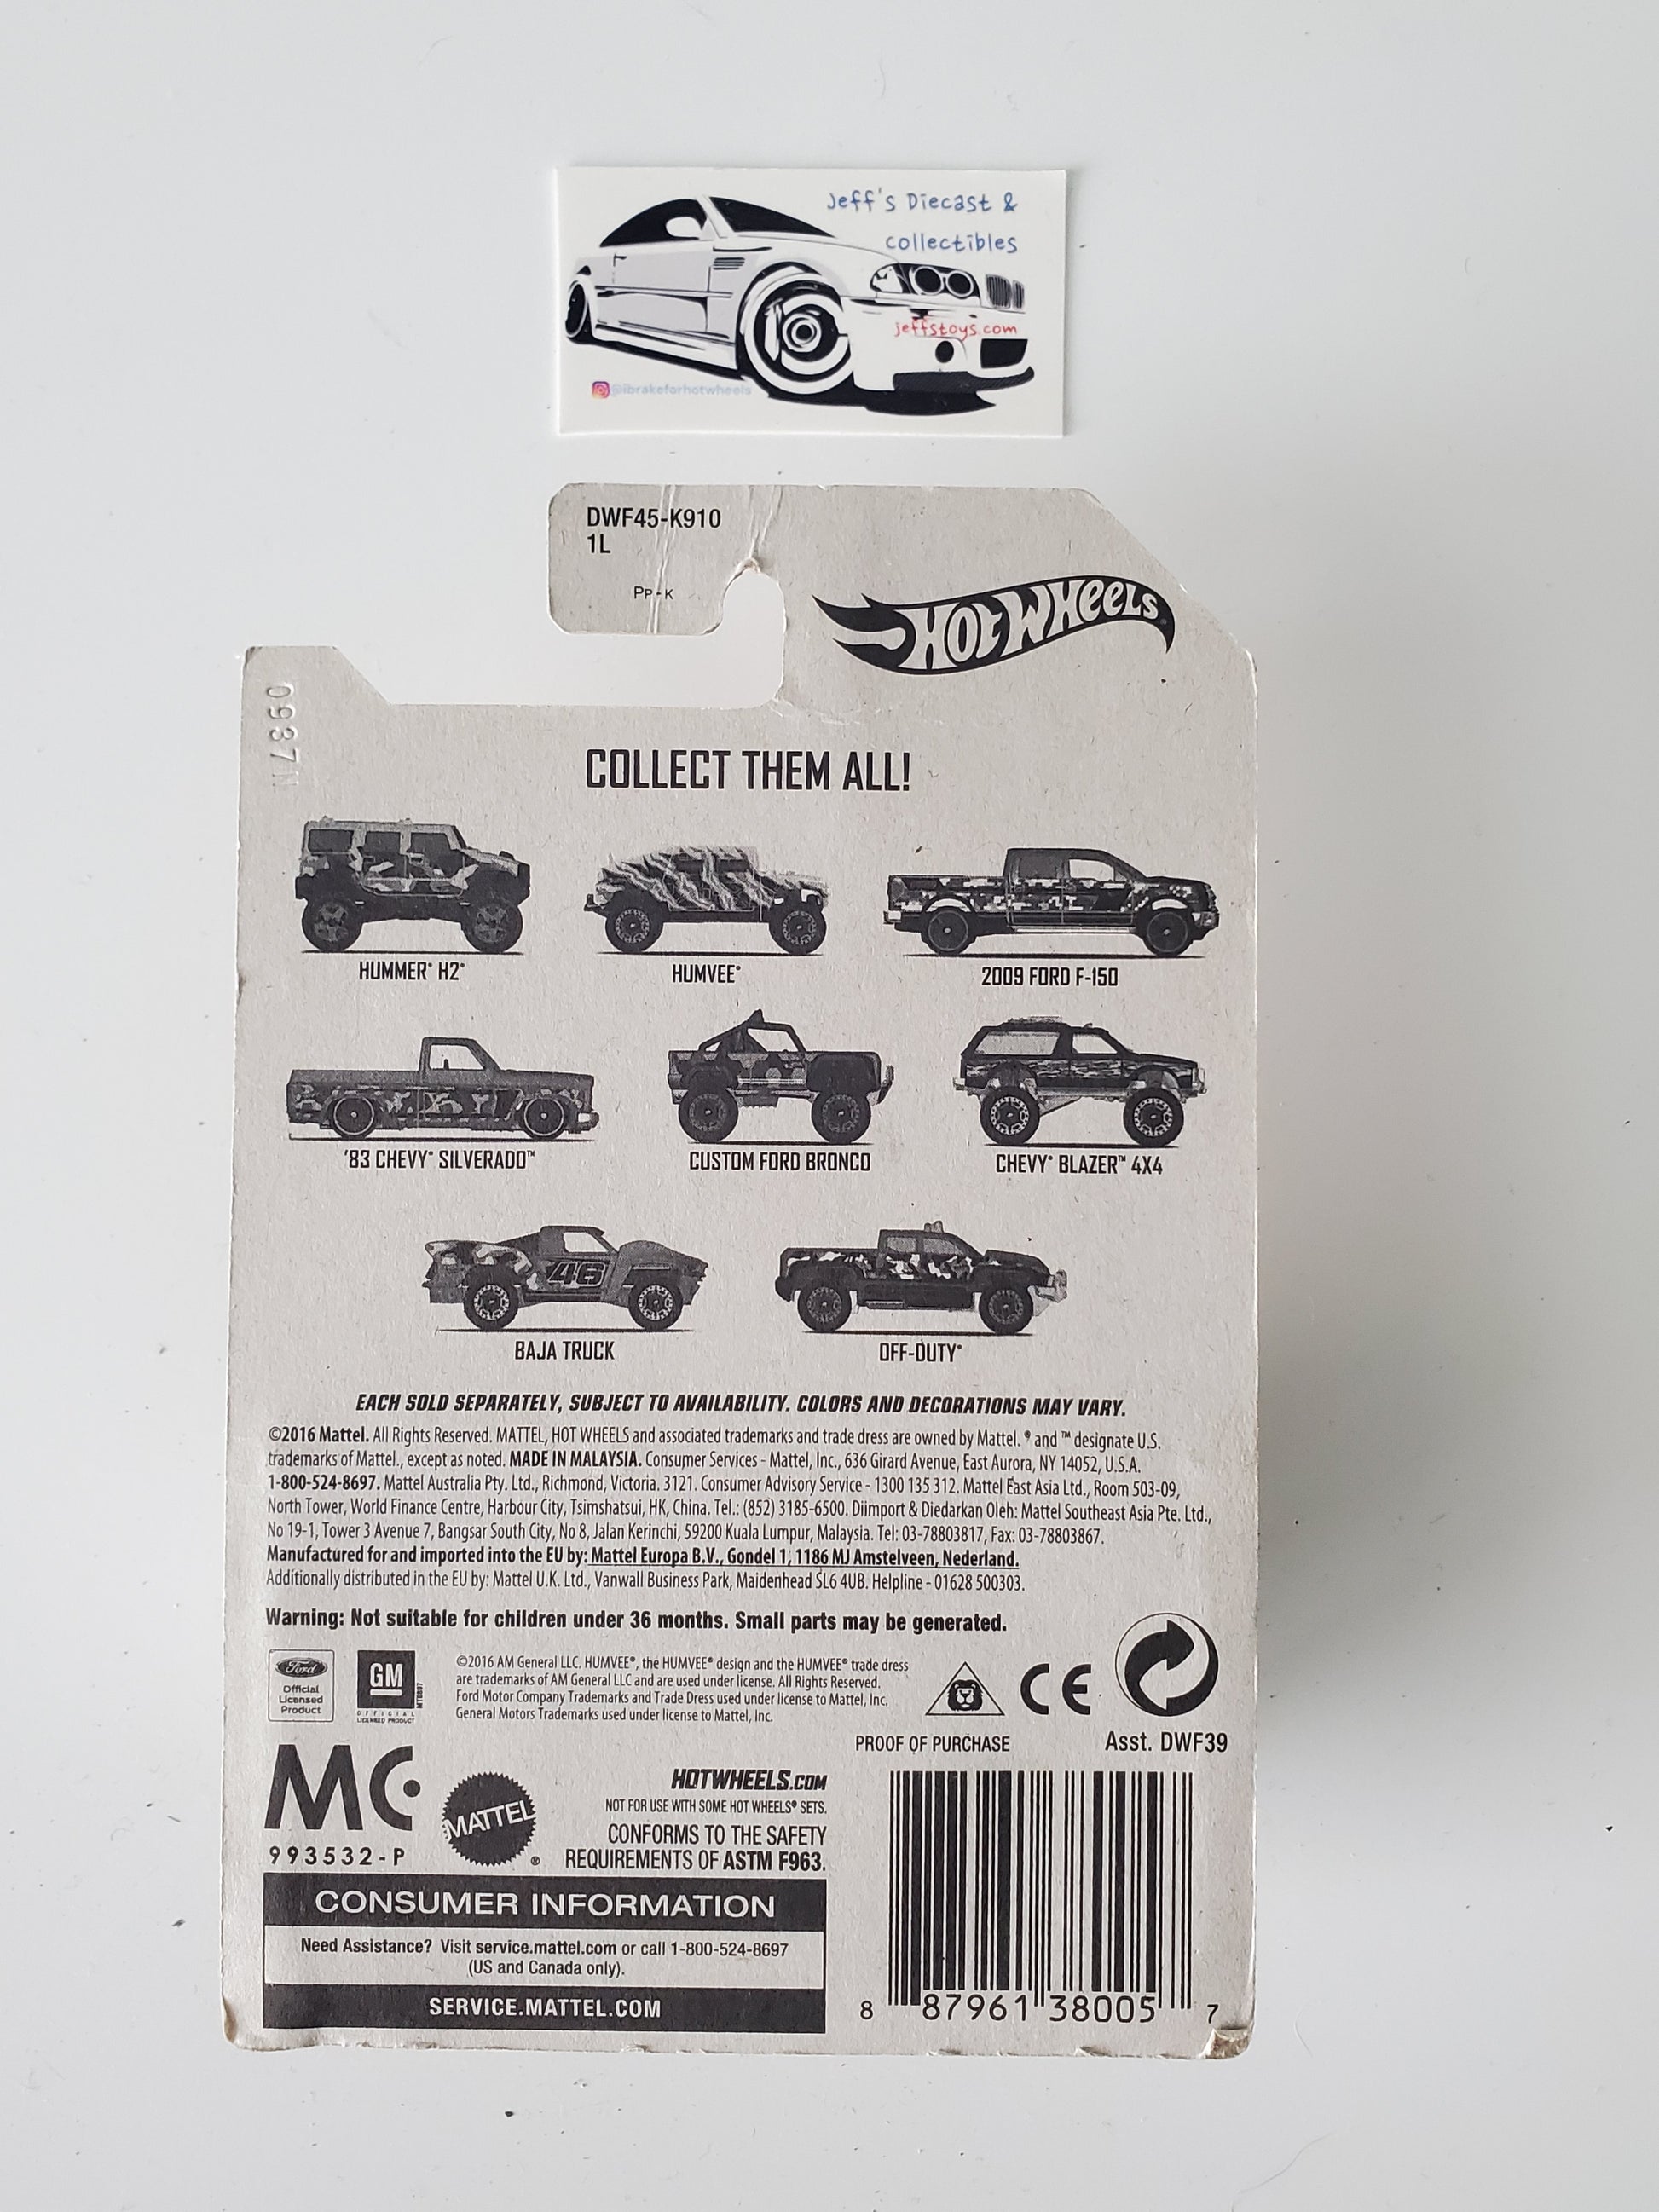 Jeff's Diecast &
collectibles
jeffstoys.com
@ibrakeforhotwheels
DWF45-K910
1L
PP-K
HOT WHEELS
0937N
COLLECT THEM ALL!
HUMMER® H2®
HUMVEE®
2009 FORD F-150
'83 CHEVY® SILVERADO™
CUSTOM FORD BRONCO
CHEVY® BLAZER™ 4X4
46
BAJA TRUCK
OFF-DUTY®
EACH SOLD SEPARATELY, SUBJECT TO AVAILABILITY. COLORS AND DECORATIONS MAY VARY.
©2016 Mattel. All Rights Reserved. MATTEL, HOT WHEELS and associated trademarks and trade dress are owned by Mattel. ® and ™ designate U.S.
trademarks of Mattel., except as noted. MADE IN MALAYSIA. Consumer Services - Mattel, Inc., 636 Girard Avenue, East Aurora, NY 14052, U.S.A.
1-800-524-8697. Mattel Australia Pty. Ltd., Richmond, Victoria. 3121. Consumer Advisory Service - 1300 135 312. Mattel East Asia Ltd., Room 503-09,
North Tower, World Finance Centre, Harbour City, Tsimshatsui, HK, China. Tel.: (852) 3185-6500. Diimport & Diedarkan Oleh: Mattel Southeast Asia Pte. Ltd.,
No 19-1, Tower 3 Avenue 7, Bangsar South City, No 8, Jalan Kerinchi, 59200 Kuala Lumpur, Malaysia. Tel: 03-78803817, Fax: 03-78803867.
Manufactured for and imported into the EU by: Mattel Europa B.V., Gondel 1, 1186 MJ Amstelveen, Nederland.
Additionally distributed in the EU by: Mattel U.K. Ltd., Vanwall Business Park, Maidenhead SL6 4UB. Helpline - 01628 500303.
Warning: Not suitable for children under 36 months. Small parts may be generated.
Ford
Official
Licensed
Product
GM
OFFICIAL
LICENSED PRODUCT
©2016 AM General LLC. HUMVEE®, the HUMVEE® design and the HUMVEE® trade dress
are trademarks of AM General LLC and are used under license. All Rights Reserved.
Ford Motor Company Trademarks and Trade Dress used under license to Mattel, Inc.
General Motors Trademarks used under license to Mattel, Inc.
CE
PROOF OF PURCHASE
Asst. DWF39
MC
993532-P
MATTEL®
HOTWHEELS.COM
NOT FOR USE WITH SOME HOT WHEELS® SETS.
CONFORMS TO THE SAFETY
REQUIREMENTS OF ASTM F963.
CONSUMER INFORMATION
Need Assistance? Visit service.mattel.com or call 1-800-524-8697
(US and Canada only).
SERVICE.MATTEL.COM
8 87961 38005 7